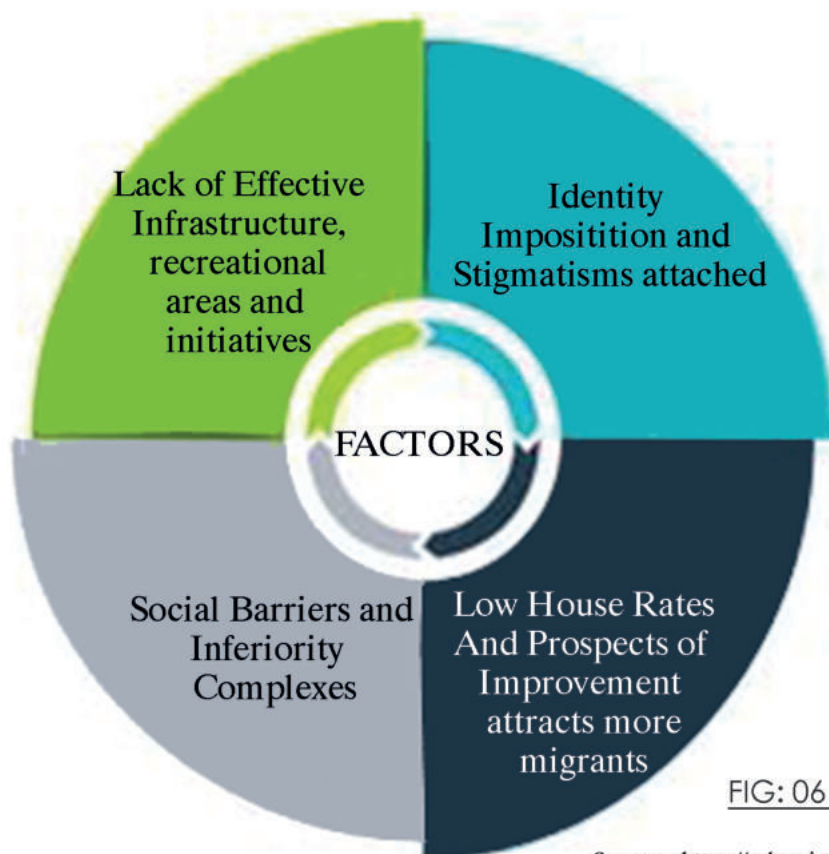 Lack of Effective
Infrastructure,
recreational
areas and
initiatives
Identity
Impositition and
Stigmatisms attached
FACTORS
Social Barriers and
Inferiority
Complexes
Low House Rates
And Prospects of
Improvement
attracts more
migrants
FIG: 06